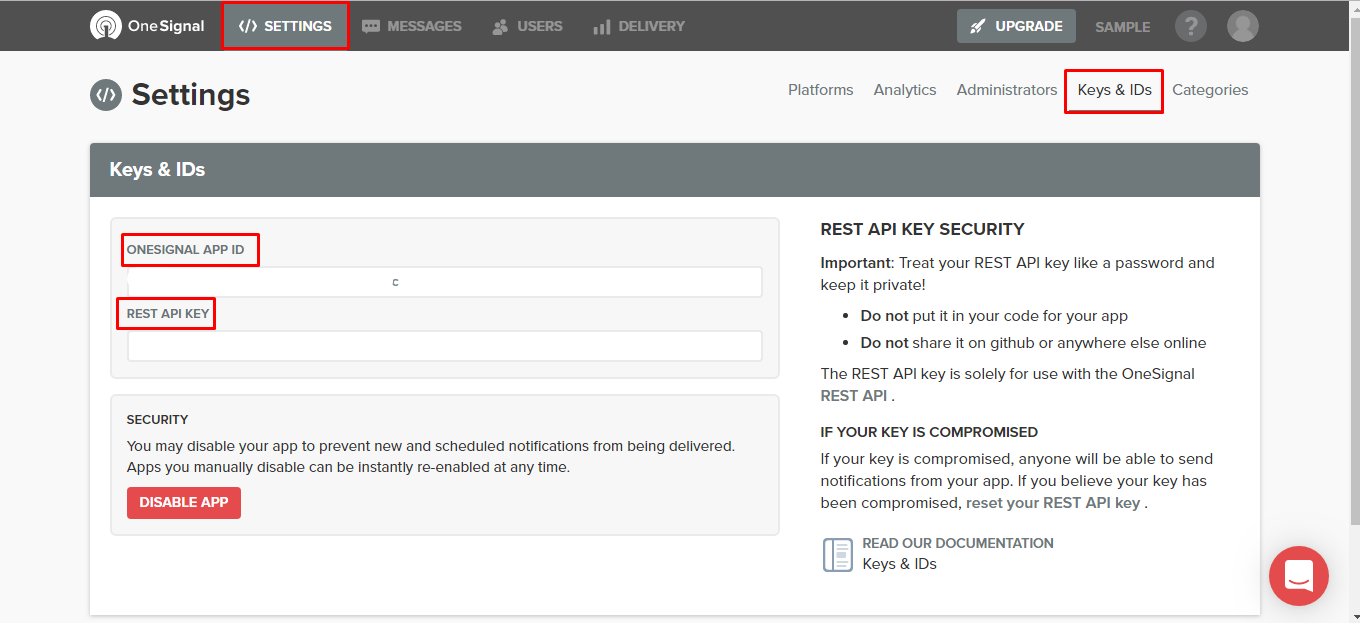 OneSignal
</> SETTINGS
MESSAGES
USERS
DELIVERY
UPGRADE
SAMPLE
?
</> Settings
Platforms
Analytics
Administrators
Keys & IDs
Categories
Keys & IDs
ONESIGNAL APP ID
c
REST API KEY
SECURITY
You may disable your app to prevent new and scheduled notifications from being delivered.
Apps you manually disable can be instantly re-enabled at any time.
DISABLE APP
REST API KEY SECURITY
Important: Treat your REST API key like a password and
keep it private!
• Do not put it in your code for your app
• Do not share it on github or anywhere else online
The REST API key is solely for use with the OneSignal
REST API .
IF YOUR KEY IS COMPROMISED
If your key is compromised, anyone will be able to send
notifications from your app. If you believe your key has
been compromised, reset your REST API key .
READ OUR DOCUMENTATION
Keys & IDs